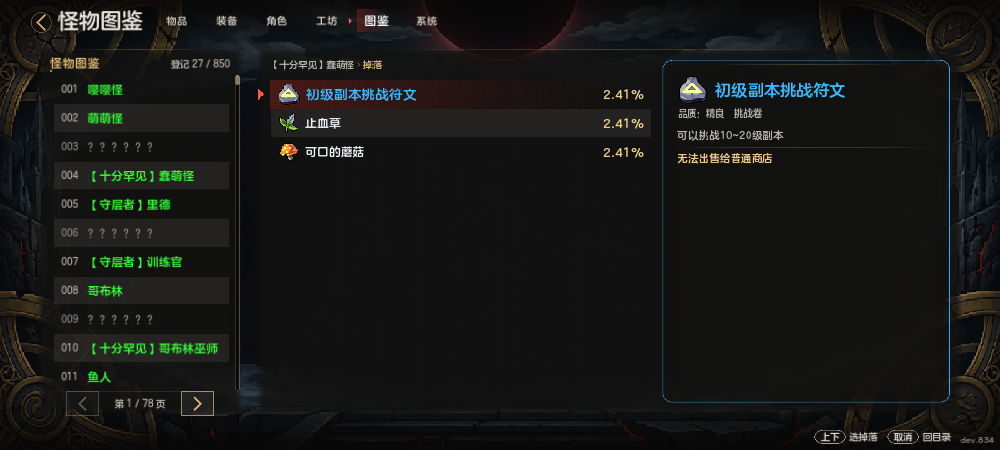 怪物图鉴 物品 装备 角色 工坊 图鉴 系统
怪物图鉴 登记 27 / 850
001 嘤嘤怪
002 萌萌怪
003 ? ? ? ? ? ?
004 【十分罕见】蠢萌怪
005 【守层者】里德
006 ? ? ? ? ? ?
007 【守层者】训练官
008 哥布林
009 ? ? ? ? ? ?
010 【十分罕见】哥布林巫师
011 鱼人
第 1 / 78 页
【十分罕见】蠢萌怪 › 掉落
初级副本挑战符文 2.41%
止血草 2.41%
可口的蘑菇 2.41%
初级副本挑战符文
品质: 精良 挑战卷
可以挑战10~20级副本
无法出售给普通商店
上下 选掉落 取消 回目录 dev.834